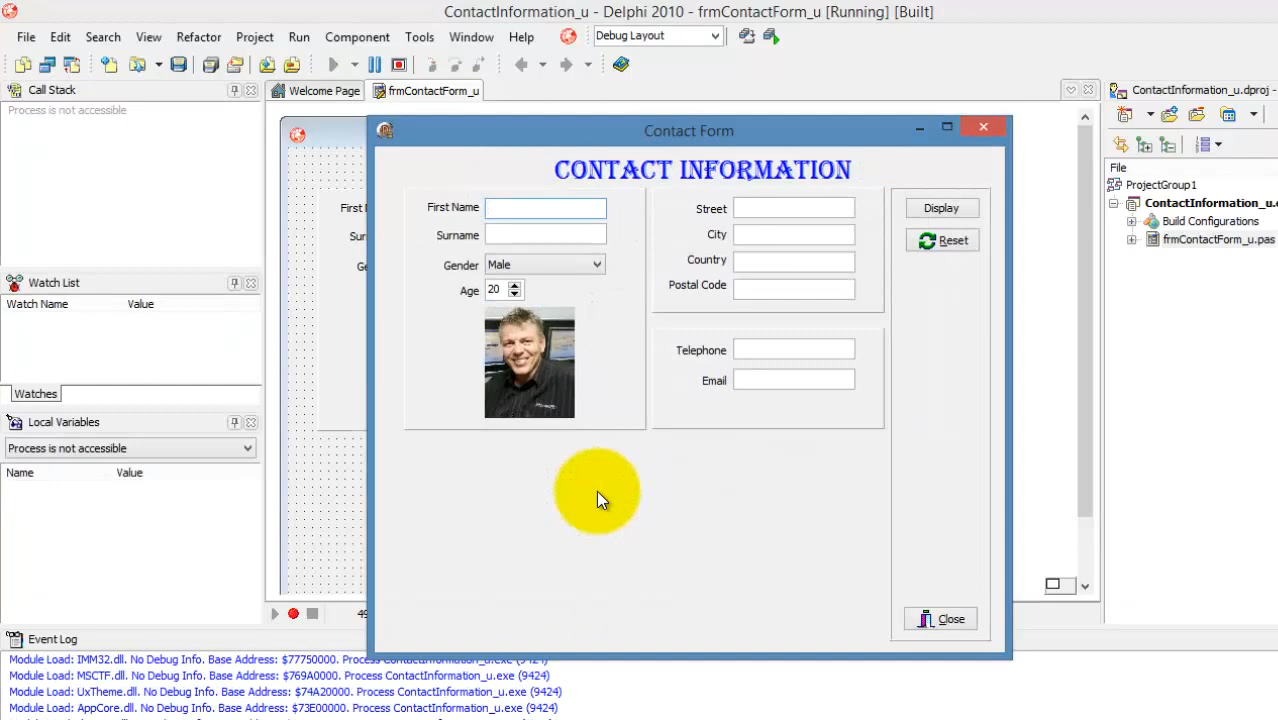 ContactInformation_u - Delphi 2010 - frmContactForm_u [Running] [Built]
File Edit Search View Refactor Project Run Component Tools Window Help Debug Layout
Call Stack
Process is not accessible
Watch List
Watch Name Value
Watches
Local Variables
Process is not accessible
Name Value
Welcome Page frmContactForm_u
Contact Form
CONTACT INFORMATION
First Name
Surname
Gender Male
Age 20
Street
City
Country
Postal Code
Telephone
Email
Display
Reset
Close
ContactInformation_u.dproj -
File
ProjectGroup1
ContactInformation_u.
Build Configurations
frmContactForm_u.pas
Event Log
Module Load: IMM32.dll. No Debug Info. Base Address: $77750000. Process ContactInformation_u.exe (9424)
Module Load: MSCTF.dll. No Debug Info. Base Address: $769A0000. Process ContactInformation_u.exe (9424)
Module Load: UxTheme.dll. No Debug Info. Base Address: $74A20000. Process ContactInformation_u.exe (9424)
Module Load: AppCore.dll. No Debug Info. Base Address: $73E00000. Process ContactInformation_u.exe (9424)